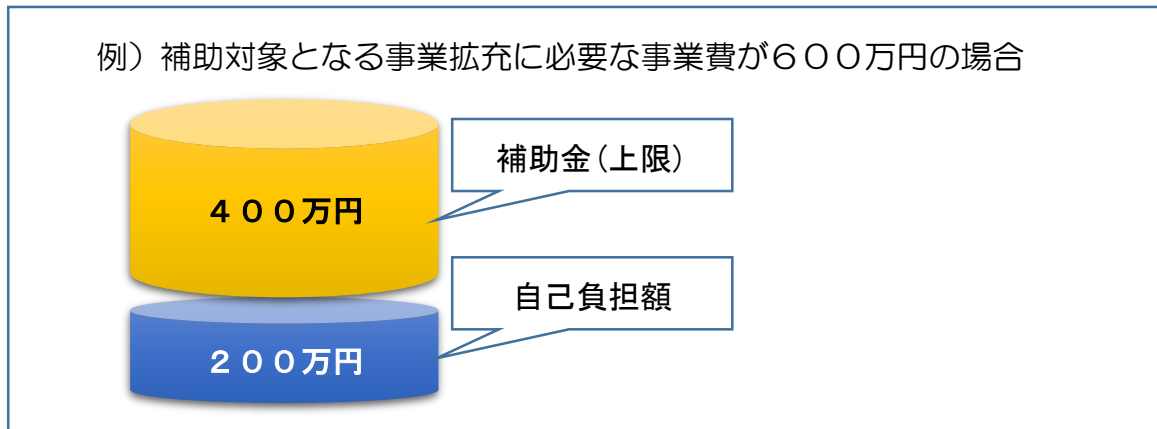 例）補助対象となる事業拡充に必要な事業費が６００万円の場合
補助金（上限）
４００万円
自己負担額
２００万円